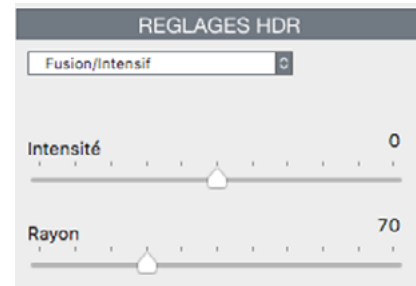 REGLAGES HDR
Fusion/Intensif
Intensité 0
Rayon 70